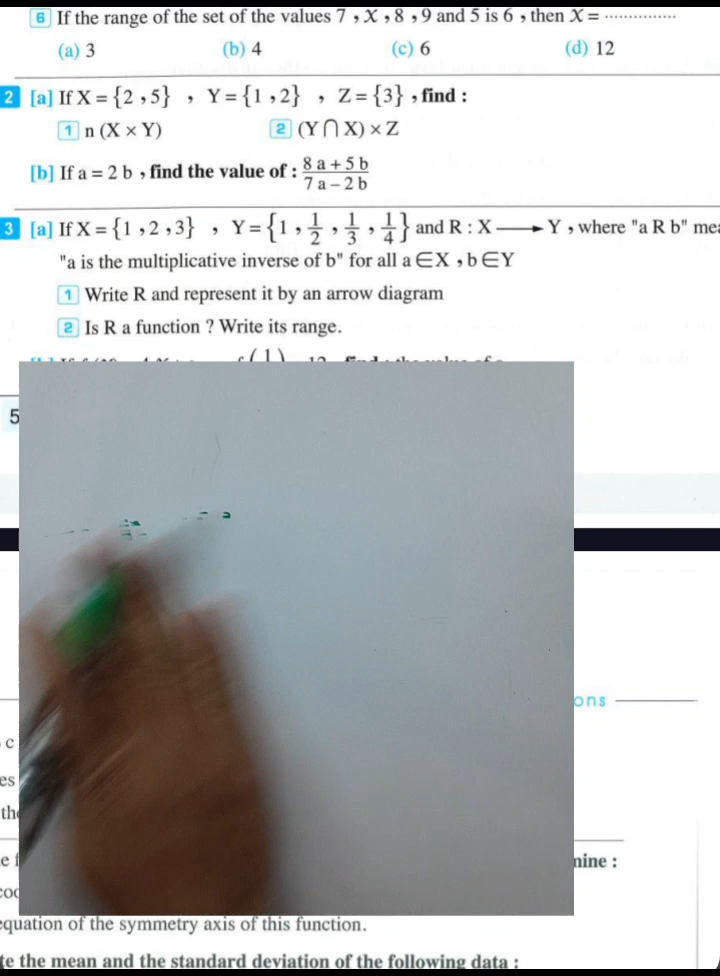 6 If the range of the set of the values 7 , X , 8 , 9 and 5 is 6 , then X = ...............
(a) 3 (b) 4 (c) 6 (d) 12
2 [a] If X = {2 , 5} , Y = {1 , 2} , Z = {3} , find :
1 n (X × Y) 2 (Y ∩ X) × Z
[b] If a = 2 b , find the value of : (8 a + 5 b)/(7 a – 2 b)
3 [a] If X = {1 , 2 , 3} , Y = {1 , 1/2 , 1/3 , 1/4} and R : X ⟶ Y , where "a R b"
"a is the multiplicative inverse of b" for all a ∈ X , b ∈ Y
1 Write R and represent it by an arrow diagram
2 Is R a function ? Write its range.
5
ons
c
es
nine :
equation of the symmetry axis of this function.
te the mean and the standard deviation of the following data :